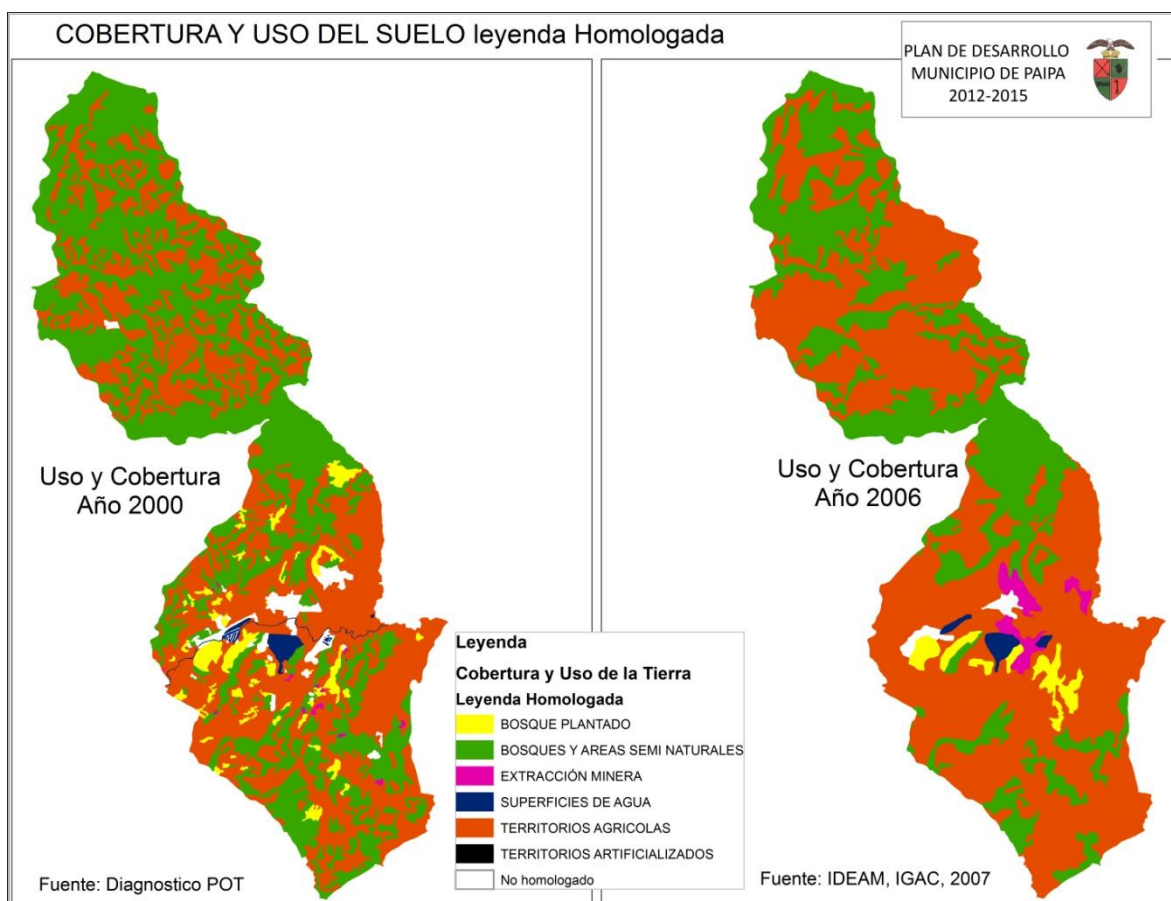 COBERTURA Y USO DEL SUELO leyenda Homologada
PLAN DE DESARROLLO
MUNICIPIO DE PAIPA
2012-2015
Uso y Cobertura
Año 2000
Uso y Cobertura
Año 2006
Leyenda
Cobertura y Uso de la Tierra
Leyenda Homologada
BOSQUE PLANTADO
BOSQUES Y AREAS SEMI NATURALES
EXTRACCIÓN MINERA
SUPERFICIES DE AGUA
TERRITORIOS AGRICOLAS
TERRITORIOS ARTIFICIALIZADOS
No homologado
Fuente: Diagnostico POT
Fuente: IDEAM, IGAC, 2007